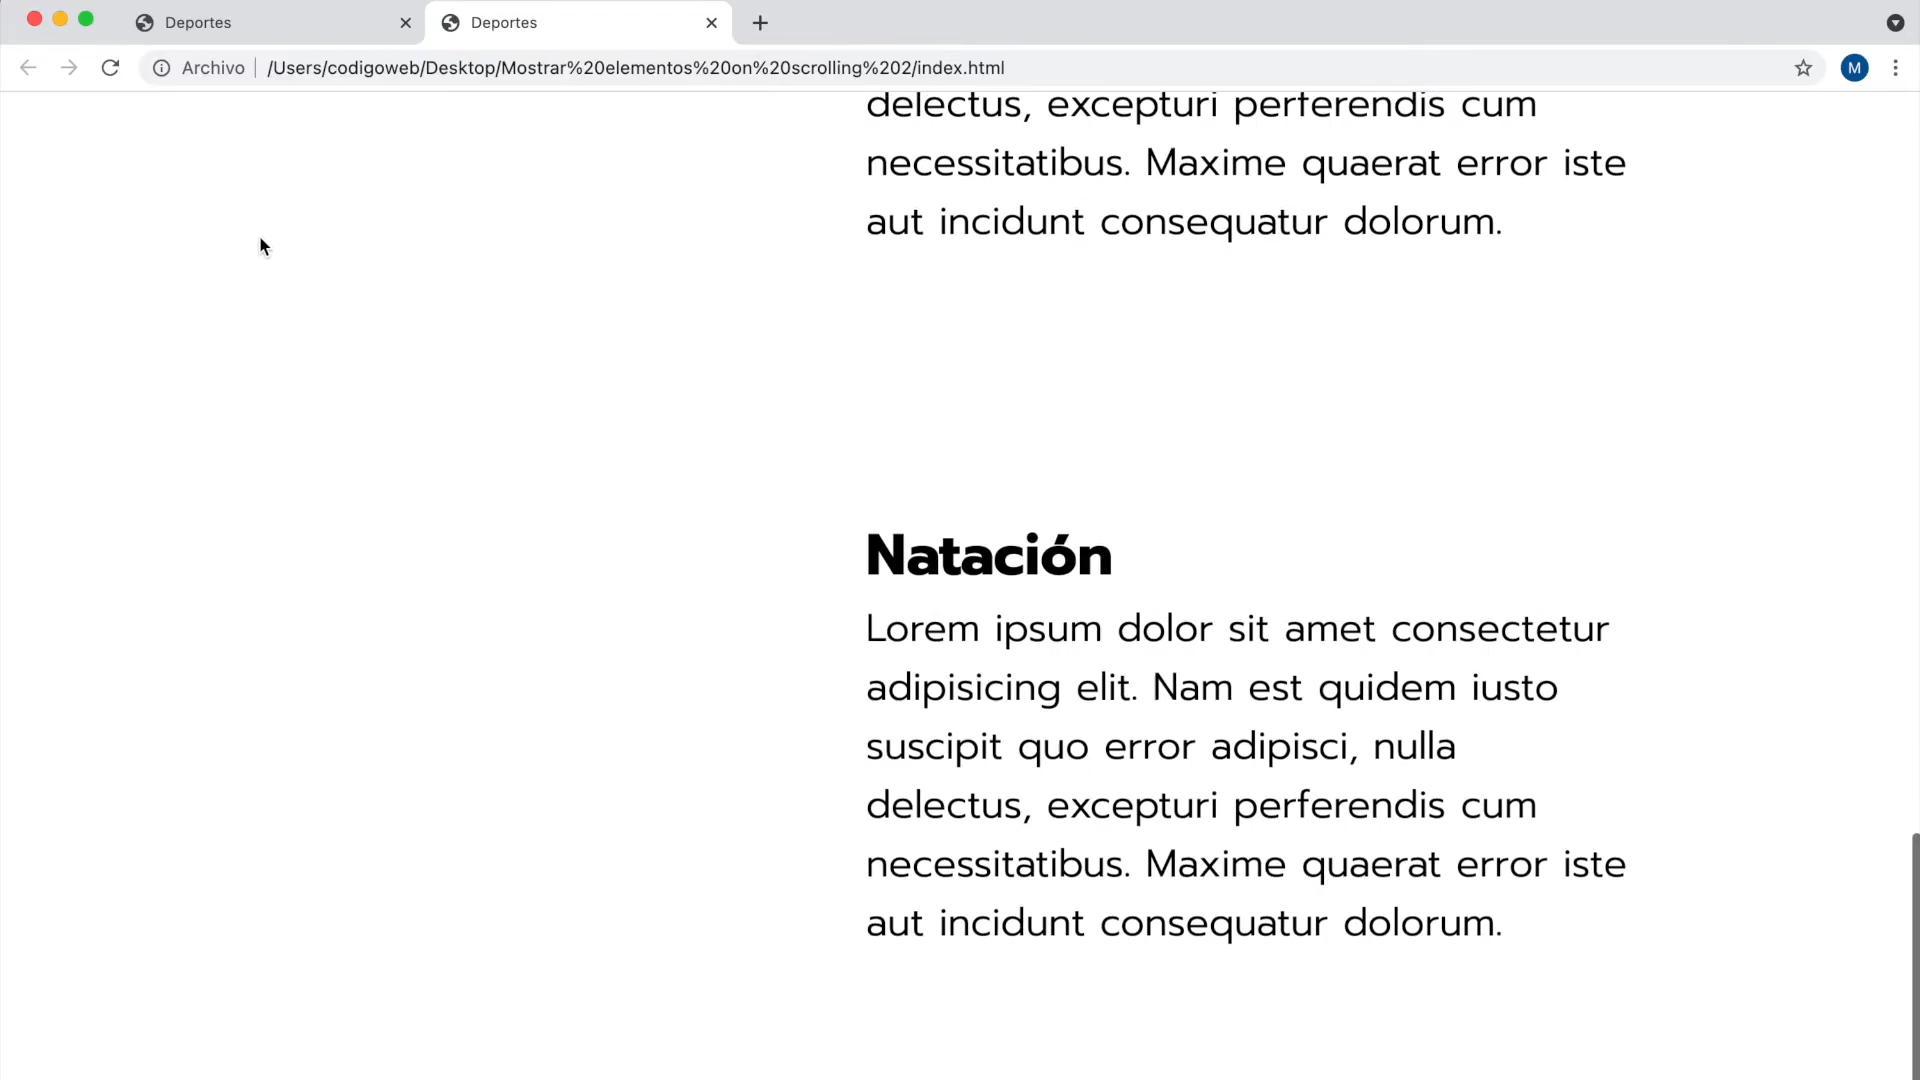 Deportes
Deportes
Archivo /Users/codigoweb/Desktop/Mostrar%20elementos%20on%20scrolling%202/index.html
M
delectus, excepturi perferendis cum
necessitatibus. Maxime quaerat error iste
aut incidunt consequatur dolorum.
Natación
Lorem ipsum dolor sit amet consectetur
adipisicing elit. Nam est quidem iusto
suscipit quo error adipisci, nulla
delectus, excepturi perferendis cum
necessitatibus. Maxime quaerat error iste
aut incidunt consequatur dolorum.